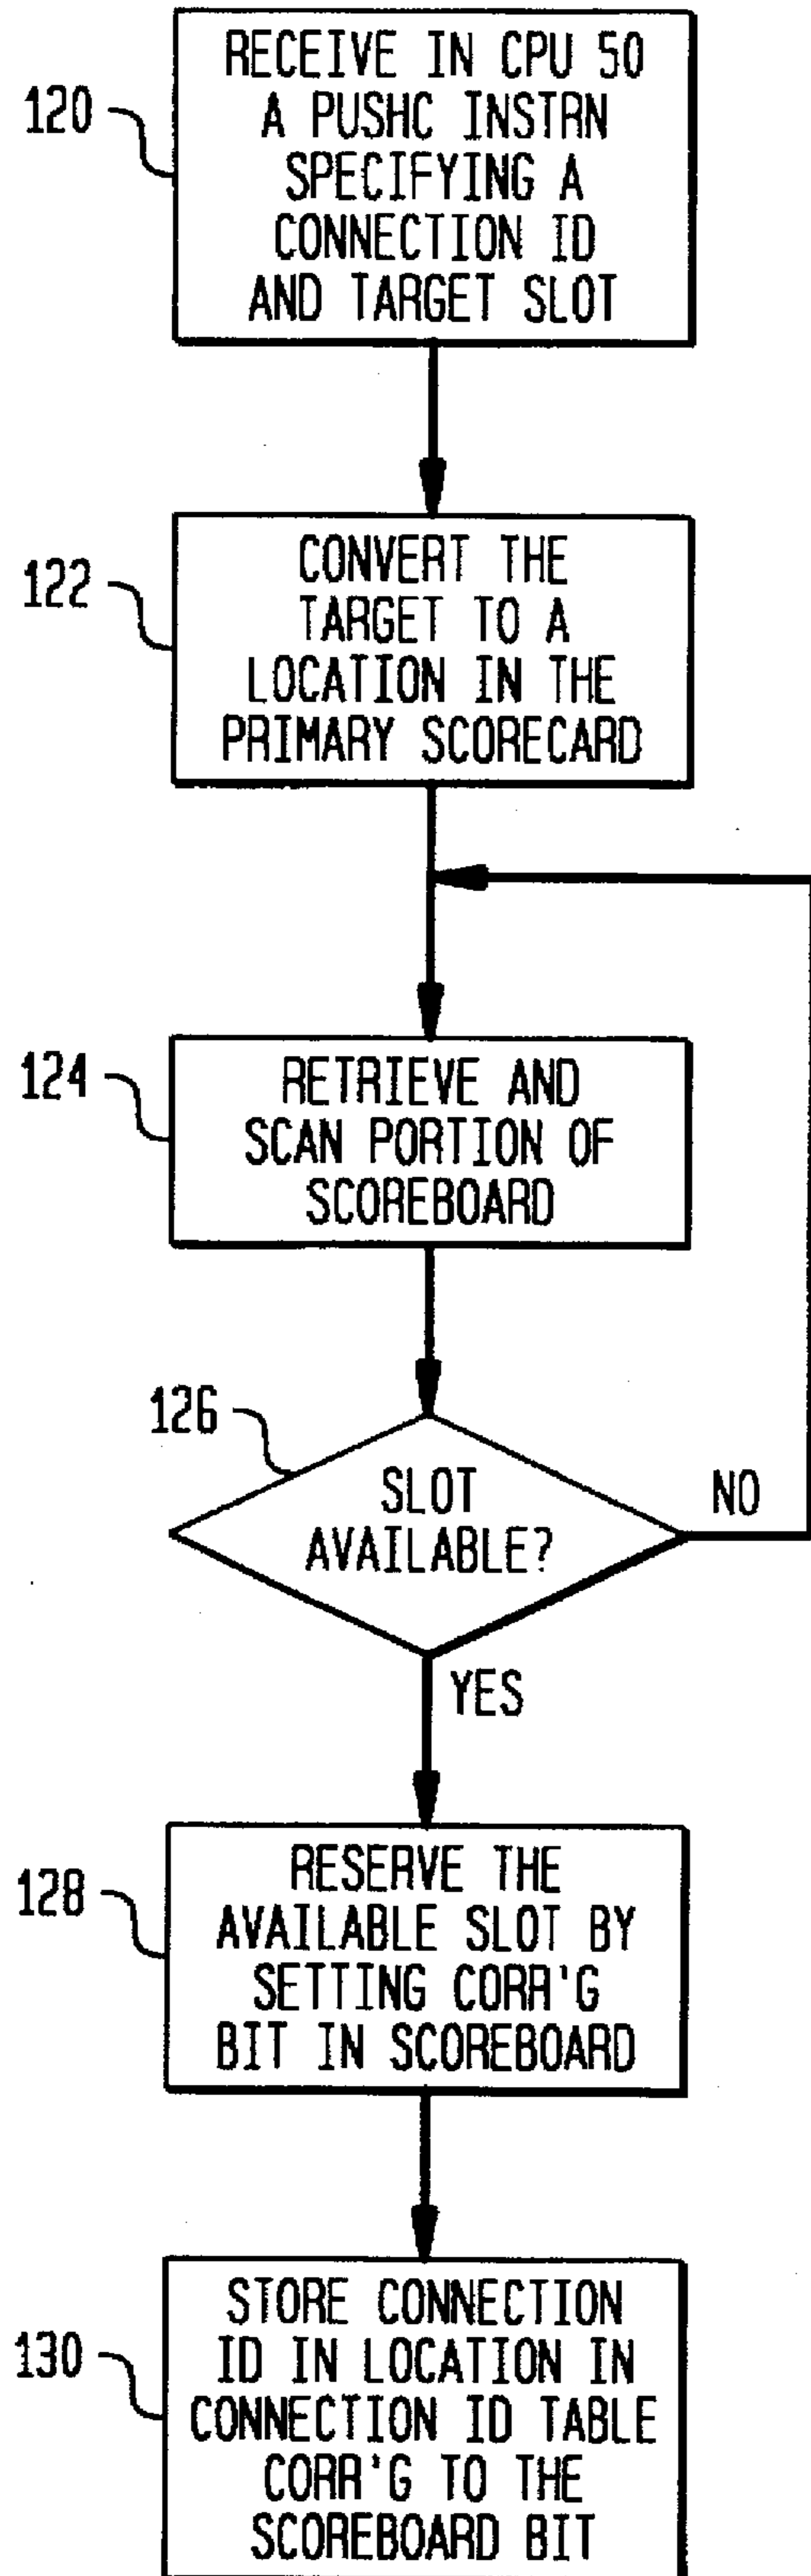 120
RECEIVE IN CPU 50
A PUSHC INSTRN
SPECIFYING A
CONNECTION ID
AND TARGET SLOT
122
CONVERT THE
TARGET TO A
LOCATION IN THE
PRIMARY SCORECARD
124
RETRIEVE AND
SCAN PORTION OF
SCOREBOARD
126
SLOT
AVAILABLE?
NO
YES
128
RESERVE THE
AVAILABLE SLOT BY
SETTING CORR'G
BIT IN SCOREBOARD
130
STORE CONNECTION
ID IN LOCATION IN
CONNECTION ID TABLE
CORR'G TO THE
SCOREBOARD BIT